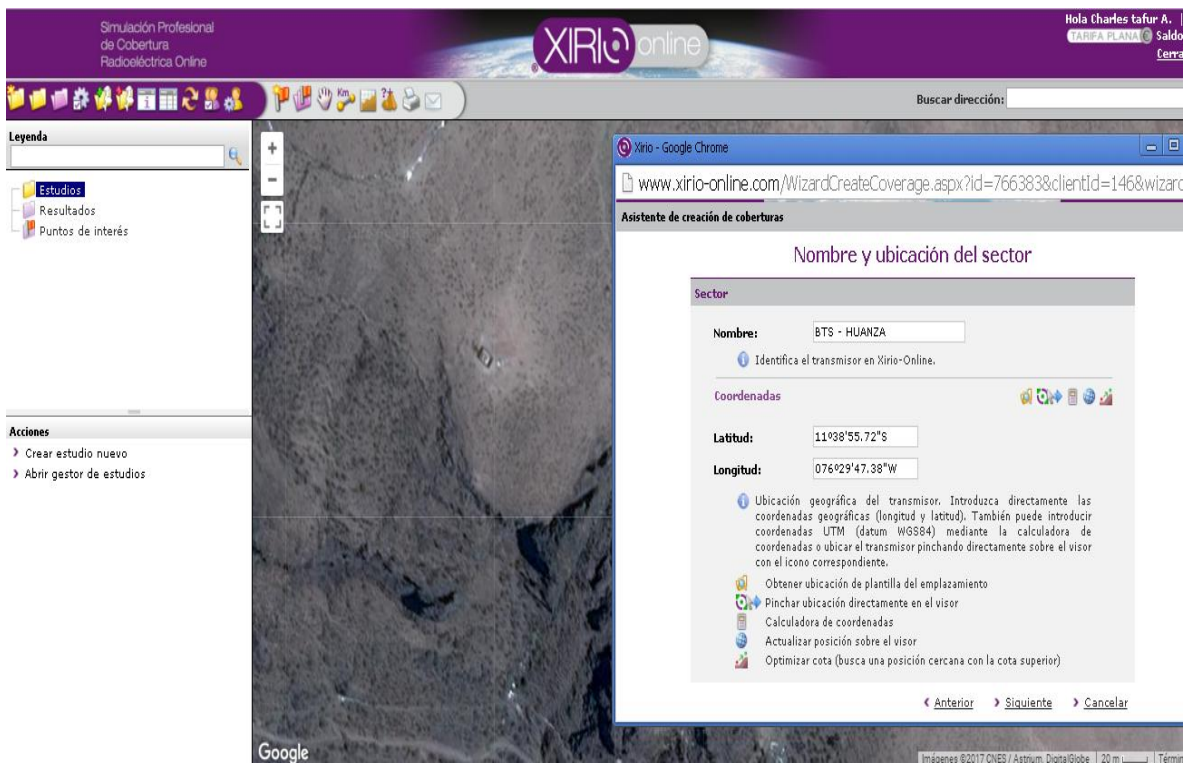 Simulación Profesional
de Cobertura
Radioeléctrica Online
XIRIO online
®
Hola Charles tafur A. |
TARIFA PLANA Saldo
Cerra
Buscar dirección:
Leyenda
Estudios
Resultados
Puntos de interés
Acciones
Crear estudio nuevo
Abrir gestor de estudios
Km
Xirio - Google Chrome
www.xirio-online.com/WizardCreateCoverage.aspx?id=766383&clientId=146&wizard
Asistente de creación de coberturas
Nombre y ubicación del sector
Sector
Nombre: BTS - HUANZA
Identifica el transmisor en Xirio-Online.
Coordenadas
Latitud: 11º38'55.72"S
Longitud: 076º29'47.38"W
Ubicación geográfica del transmisor. Introduzca directamente las
coordenadas geográficas (longitud y latitud). También puede introducir
coordenadas UTM (datum WGS84) mediante la calculadora de
coordenadas o ubicar el transmisor pinchando directamente sobre el visor
con el icono correspondiente.
Obtener ubicación de plantilla del emplazamiento
Pinchar ubicación directamente en el visor
Calculadora de coordenadas
Actualizar posición sobre el visor
Optimizar cota (busca una posición cercana con la cota superior)
Anterior Siguiente Cancelar
Google
Imágenes ©2017 CNES / Astrium, DigitalGlobe 20 m Términ